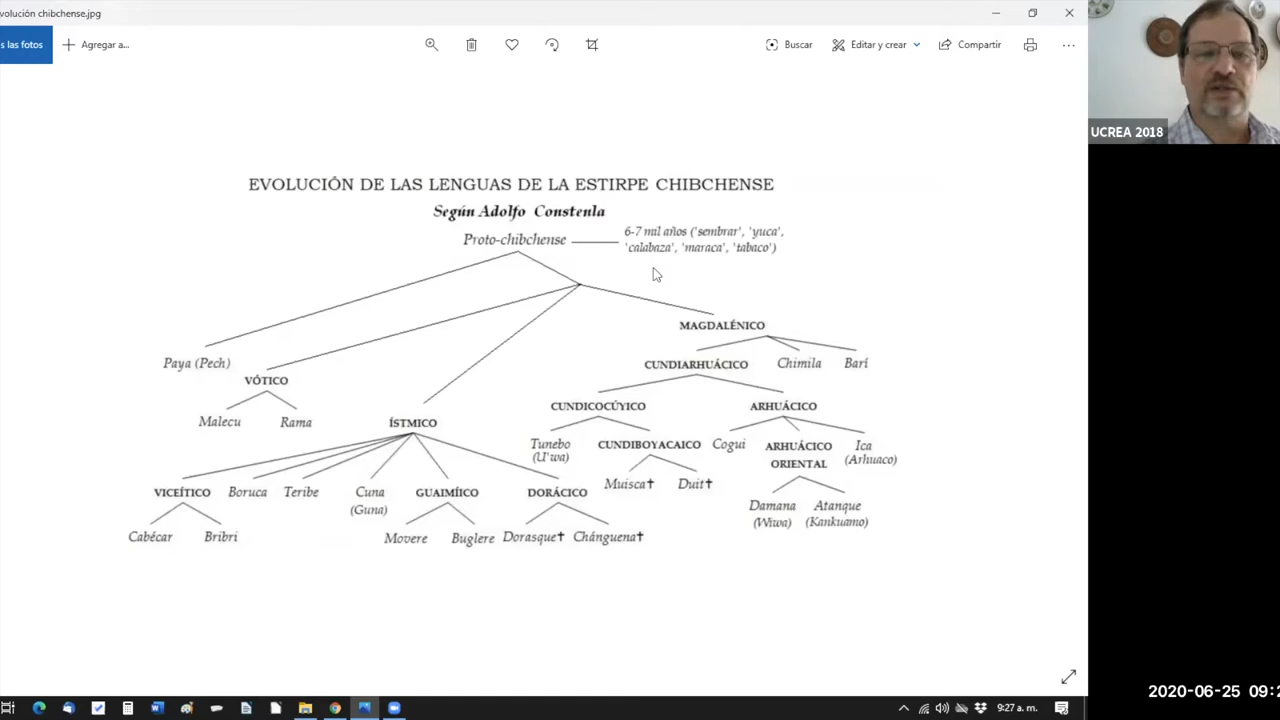 volución chibchense.jpg
s las fotos
Agregar a...
Buscar
Editar y crear
Compartir
UCREA 2018
EVOLUCIÓN DE LAS LENGUAS DE LA ESTIRPE CHIBCHENSE
Según Adolfo Constenla
Proto-chibchense
6-7 mil años ('sembrar', 'yuca',
'calabaza', 'maraca', 'tabaco')
MAGDALÉNICO
Paya (Pech)
CUNDIARHUÁCICO
Chimila
Barí
VÓTICO
Malecu
Rama
CUNDICOCÚYICO
ARHUÁCICO
ÍSTMICO
Tunebo
(U'wa)
CUNDIBOYACAICO
Cogui
ARHUÁCICO
ORIENTAL
Ica
(Arhuaco)
Muisca†
Duit†
VICEÍTICO
Boruca
Teribe
Cuna
(Guna)
GUAIMÍICO
DORÁCICO
Damana
(Wiwa)
Atanque
(Kankuamo)
Cabécar
Bribri
Movere
Buglere
Dorasque†
Chánguena†
2020-06-25 09:2
9:27 a. m.